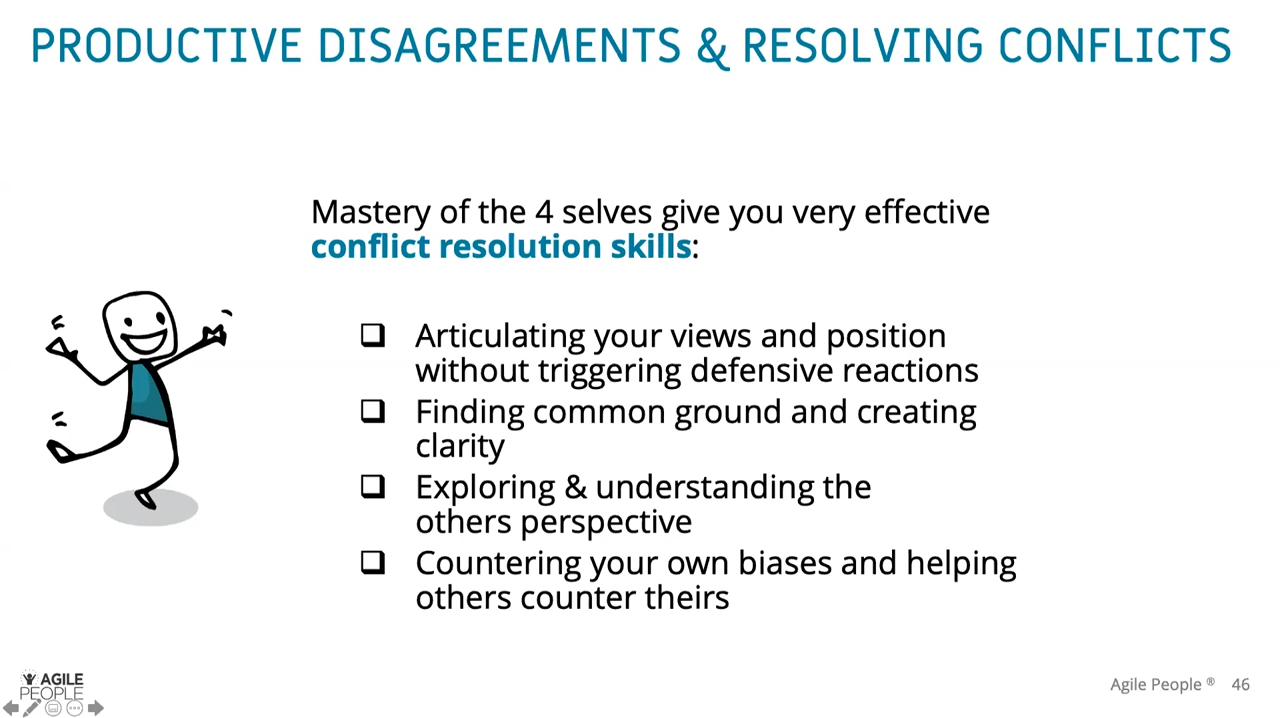 PRODUCTIVE DISAGREEMENTS & RESOLVING CONFLICTS
Mastery of the 4 selves give you very effective
conflict resolution skills:
Articulating your views and position
without triggering defensive reactions
Finding common ground and creating
clarity
Exploring & understanding the
others perspective
Countering your own biases and helping
others counter theirs
AGILE
PEOPLE
Agile People ® 46